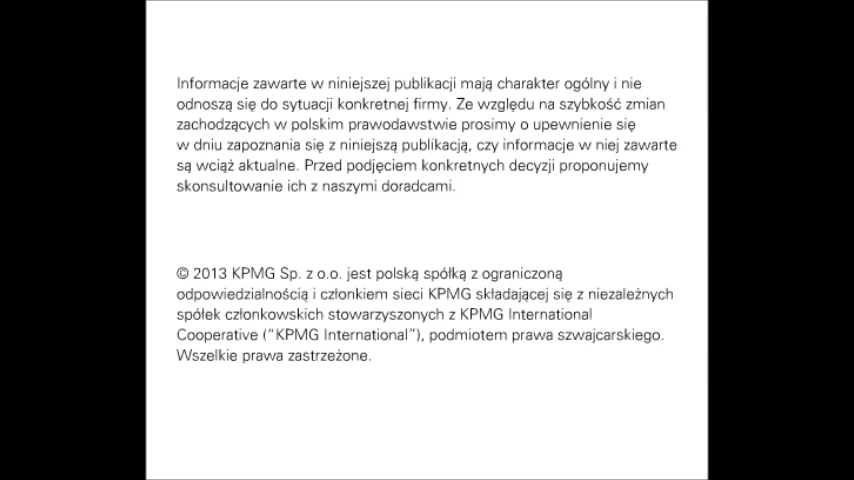 Informacje zawarte w niniejszej publikacji mają charakter ogólny i nie
odnoszą się do sytuacji konkretnej firmy. Ze względu na szybkość zmian
zachodzących w polskim prawodawstwie prosimy o upewnienie się
w dniu zapoznania się z niniejszą publikacją, czy informacje w niej zawarte
są wciąż aktualne. Przed podjęciem konkretnych decyzji proponujemy
skonsultowanie ich z naszymi doradcami.
© 2013 KPMG Sp. z o.o. jest polską spółką z ograniczoną
odpowiedzialnością i członkiem sieci KPMG składającej się z niezależnych
spółek członkowskich stowarzyszonych z KPMG International
Cooperative (“KPMG International”), podmiotem prawa szwajcarskiego.
Wszelkie prawa zastrzeżone.